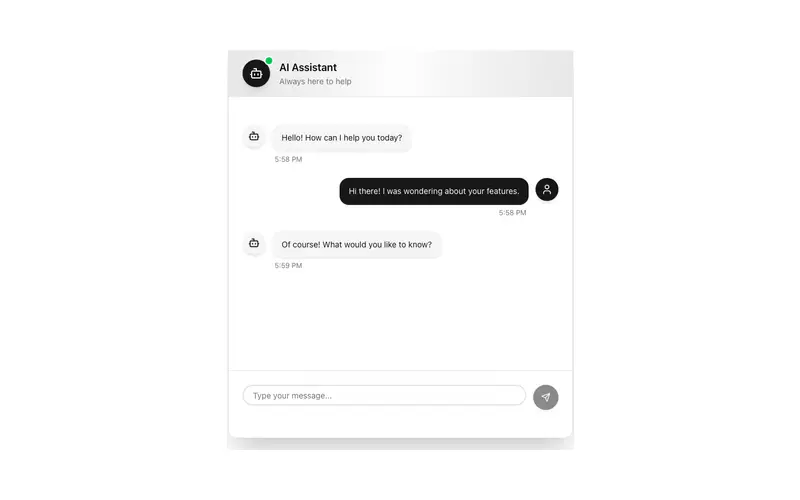 AI Assistant
Always here to help
Hello! How can I help you today?
5:58 PM
Hi there! I was wondering about your features.
5:58 PM
Of course! What would you like to know?
5:59 PM
Type your message...